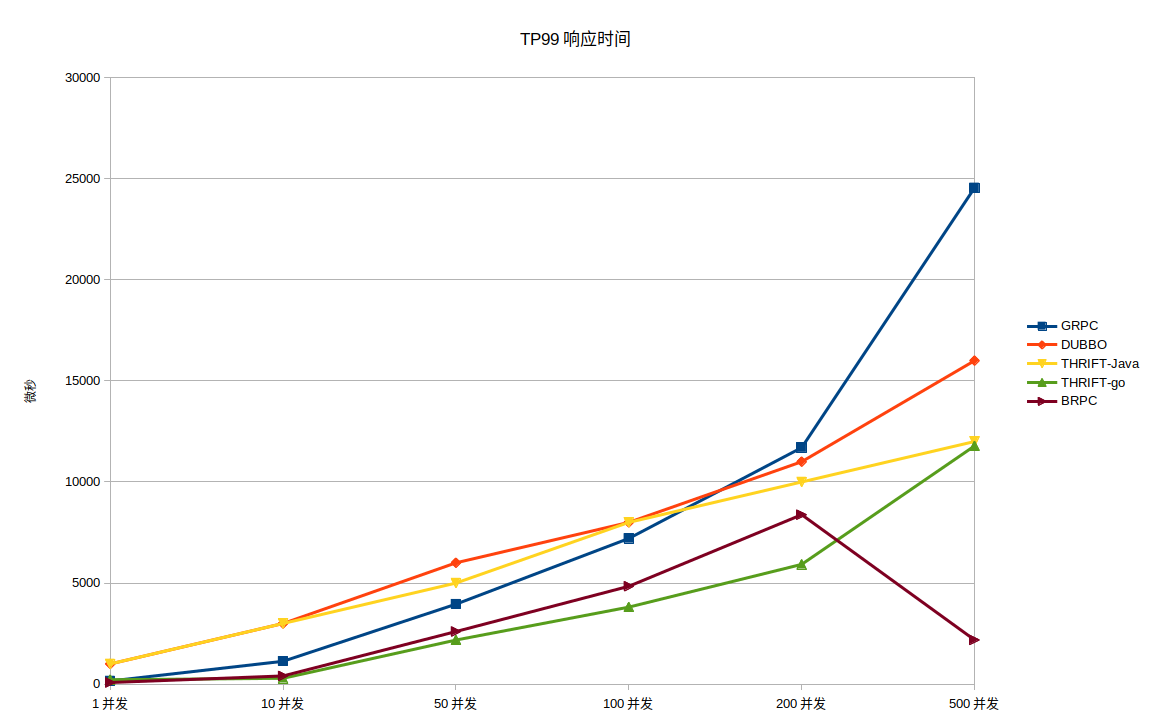 TP99 响应时间
30000
25000
20000
15000
10000
5000
0
微秒
1 并发
10 并发
50 并发
100 并发
200 并发
500 并发
GRPC
DUBBO
THRIFT-Java
THRIFT-go
BRPC